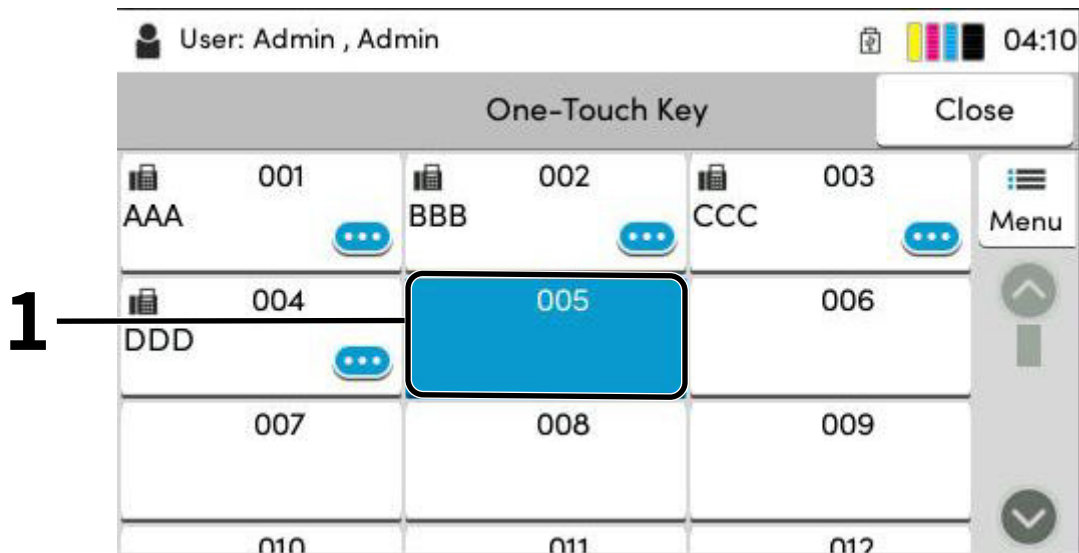 User: Admin , Admin 04:10
One-Touch Key Close
001 002 003
AAA BBB CCC Menu
1 004 005 006
DDD
007 008 009
010 011 012